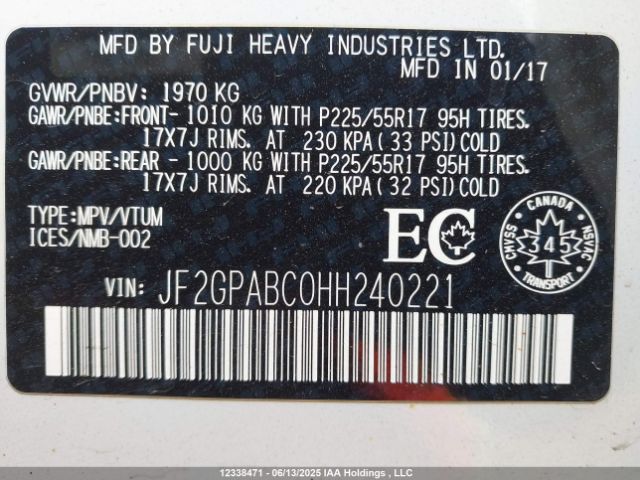 MFD BY FUJI HEAVY INDUSTRIES LTD.
MFD IN 01/17
GVWR/PNBV: 1970 KG
GAWR/PNBE:FRONT- 1010 KG WITH P225/55R17 95H TIRES.
17X7J RIMS. AT 230 KPA(33 PSI)COLD
GAWR/PNBE:REAR - 1000 KG WITH P225/55R17 95H TIRES.
17X7J RIMS. AT 220 KPA(32 PSI)COLD
TYPE:MPV/VTUM
ICES/NMB-002
EC
CANADA
CMVSS
345
NSVAC
TRANSPORT
VIN: JF2GPABC0HH240221
12338471 - 06/13/2025 IAA Holdings , LLC